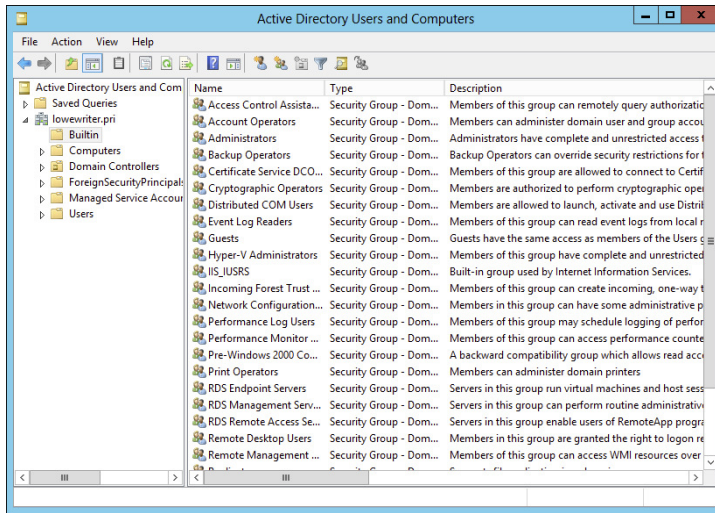 Active Directory Users and Computers
File Action View Help
Active Directory Users and Com
Saved Queries
lowewriter.pri
Builtin
Computers
Domain Controllers
ForeignSecurityPrincipals
Managed Service Accour
Users
Name Type Description
Access Control Assista... Security Group - Dom... Members of this group can remotely query authorizatic
Account Operators Security Group - Dom... Members can administer domain user and group accou
Administrators Security Group - Dom... Administrators have complete and unrestricted access t
Backup Operators Security Group - Dom... Backup Operators can override security restrictions for t
Certificate Service DCO... Security Group - Dom... Members of this group are allowed to connect to Certif
Cryptographic Operators Security Group - Dom... Members are authorized to perform cryptographic oper
Distributed COM Users Security Group - Dom... Members are allowed to launch, activate and use Distril
Event Log Readers Security Group - Dom... Members of this group can read event logs from local r
Guests Security Group - Dom... Guests have the same access as members of the Users g
Hyper-V Administrators Security Group - Dom... Members of this group have complete and unrestricted
IIS_IUSRS Security Group - Dom... Built-in group used by Internet Information Services.
Incoming Forest Trust ... Security Group - Dom... Members of this group can create incoming, one-way t
Network Configuration... Security Group - Dom... Members in this group can have some administrative p
Performance Log Users Security Group - Dom... Members of this group may schedule logging of perfor
Performance Monitor ... Security Group - Dom... Members of this group can access performance counte
Pre-Windows 2000 Co... Security Group - Dom... A backward compatibility group which allows read acc
Print Operators Security Group - Dom... Members can administer domain printers
RDS Endpoint Servers Security Group - Dom... Servers in this group run virtual machines and host sess
RDS Management Serv... Security Group - Dom... Servers in this group can perform routine administrativ
RDS Remote Access Se... Security Group - Dom... Servers in this group enable users of RemoteApp progra
Remote Desktop Users Security Group - Dom... Members in this group are granted the right to logon re
Remote Management ... Security Group - Dom... Members of this group can access WMI resources over